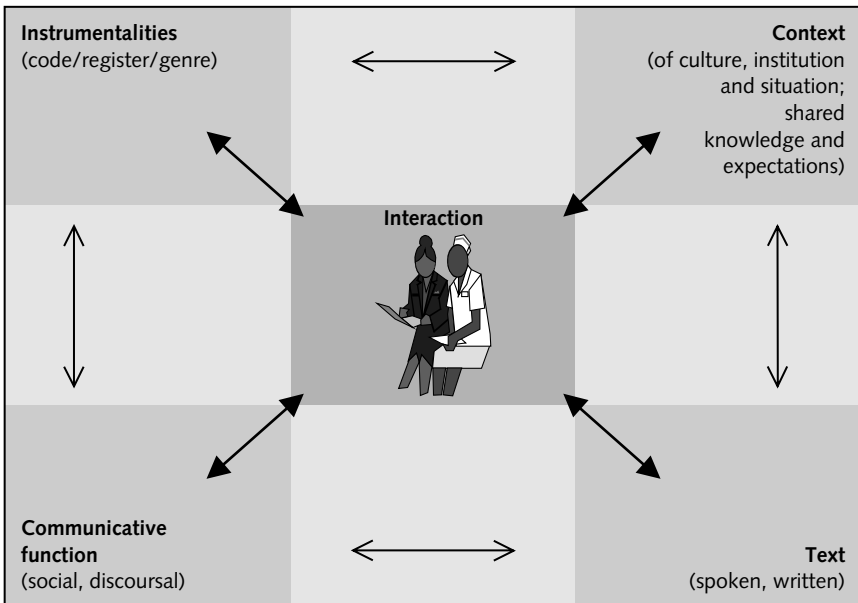 Instrumentalities
(code/register/genre)
Context
(of culture, institution
and situation;
shared
knowledge and
expectations)
Interaction
Communicative
function
(social, discoursal)
Text
(spoken, written)